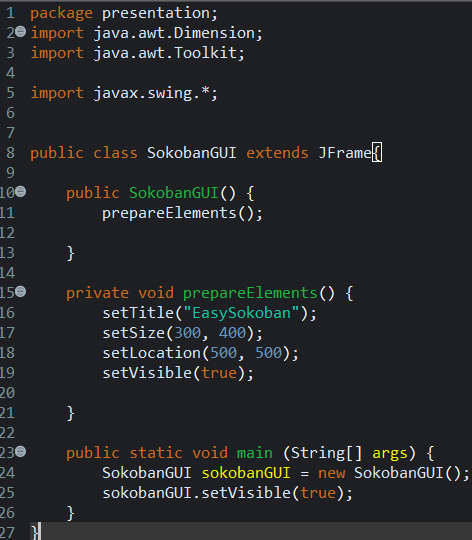 1 package presentation;
2 import java.awt.Dimension;
3 import java.awt.Toolkit;
4
5 import javax.swing.*;
6
7
8 public class SokobanGUI extends JFrame{
9
10     public SokobanGUI() {
11         prepareElements();
12
13     }
14
15     private void prepareElements() {
16         setTitle("EasySokoban");
17         setSize(300, 400);
18         setLocation(500, 500);
19         setVisible(true);
20
21     }
22
23     public static void main (String[] args) {
24         SokobanGUI sokobanGUI = new SokobanGUI();
25         sokobanGUI.setVisible(true);
26     }
27 }